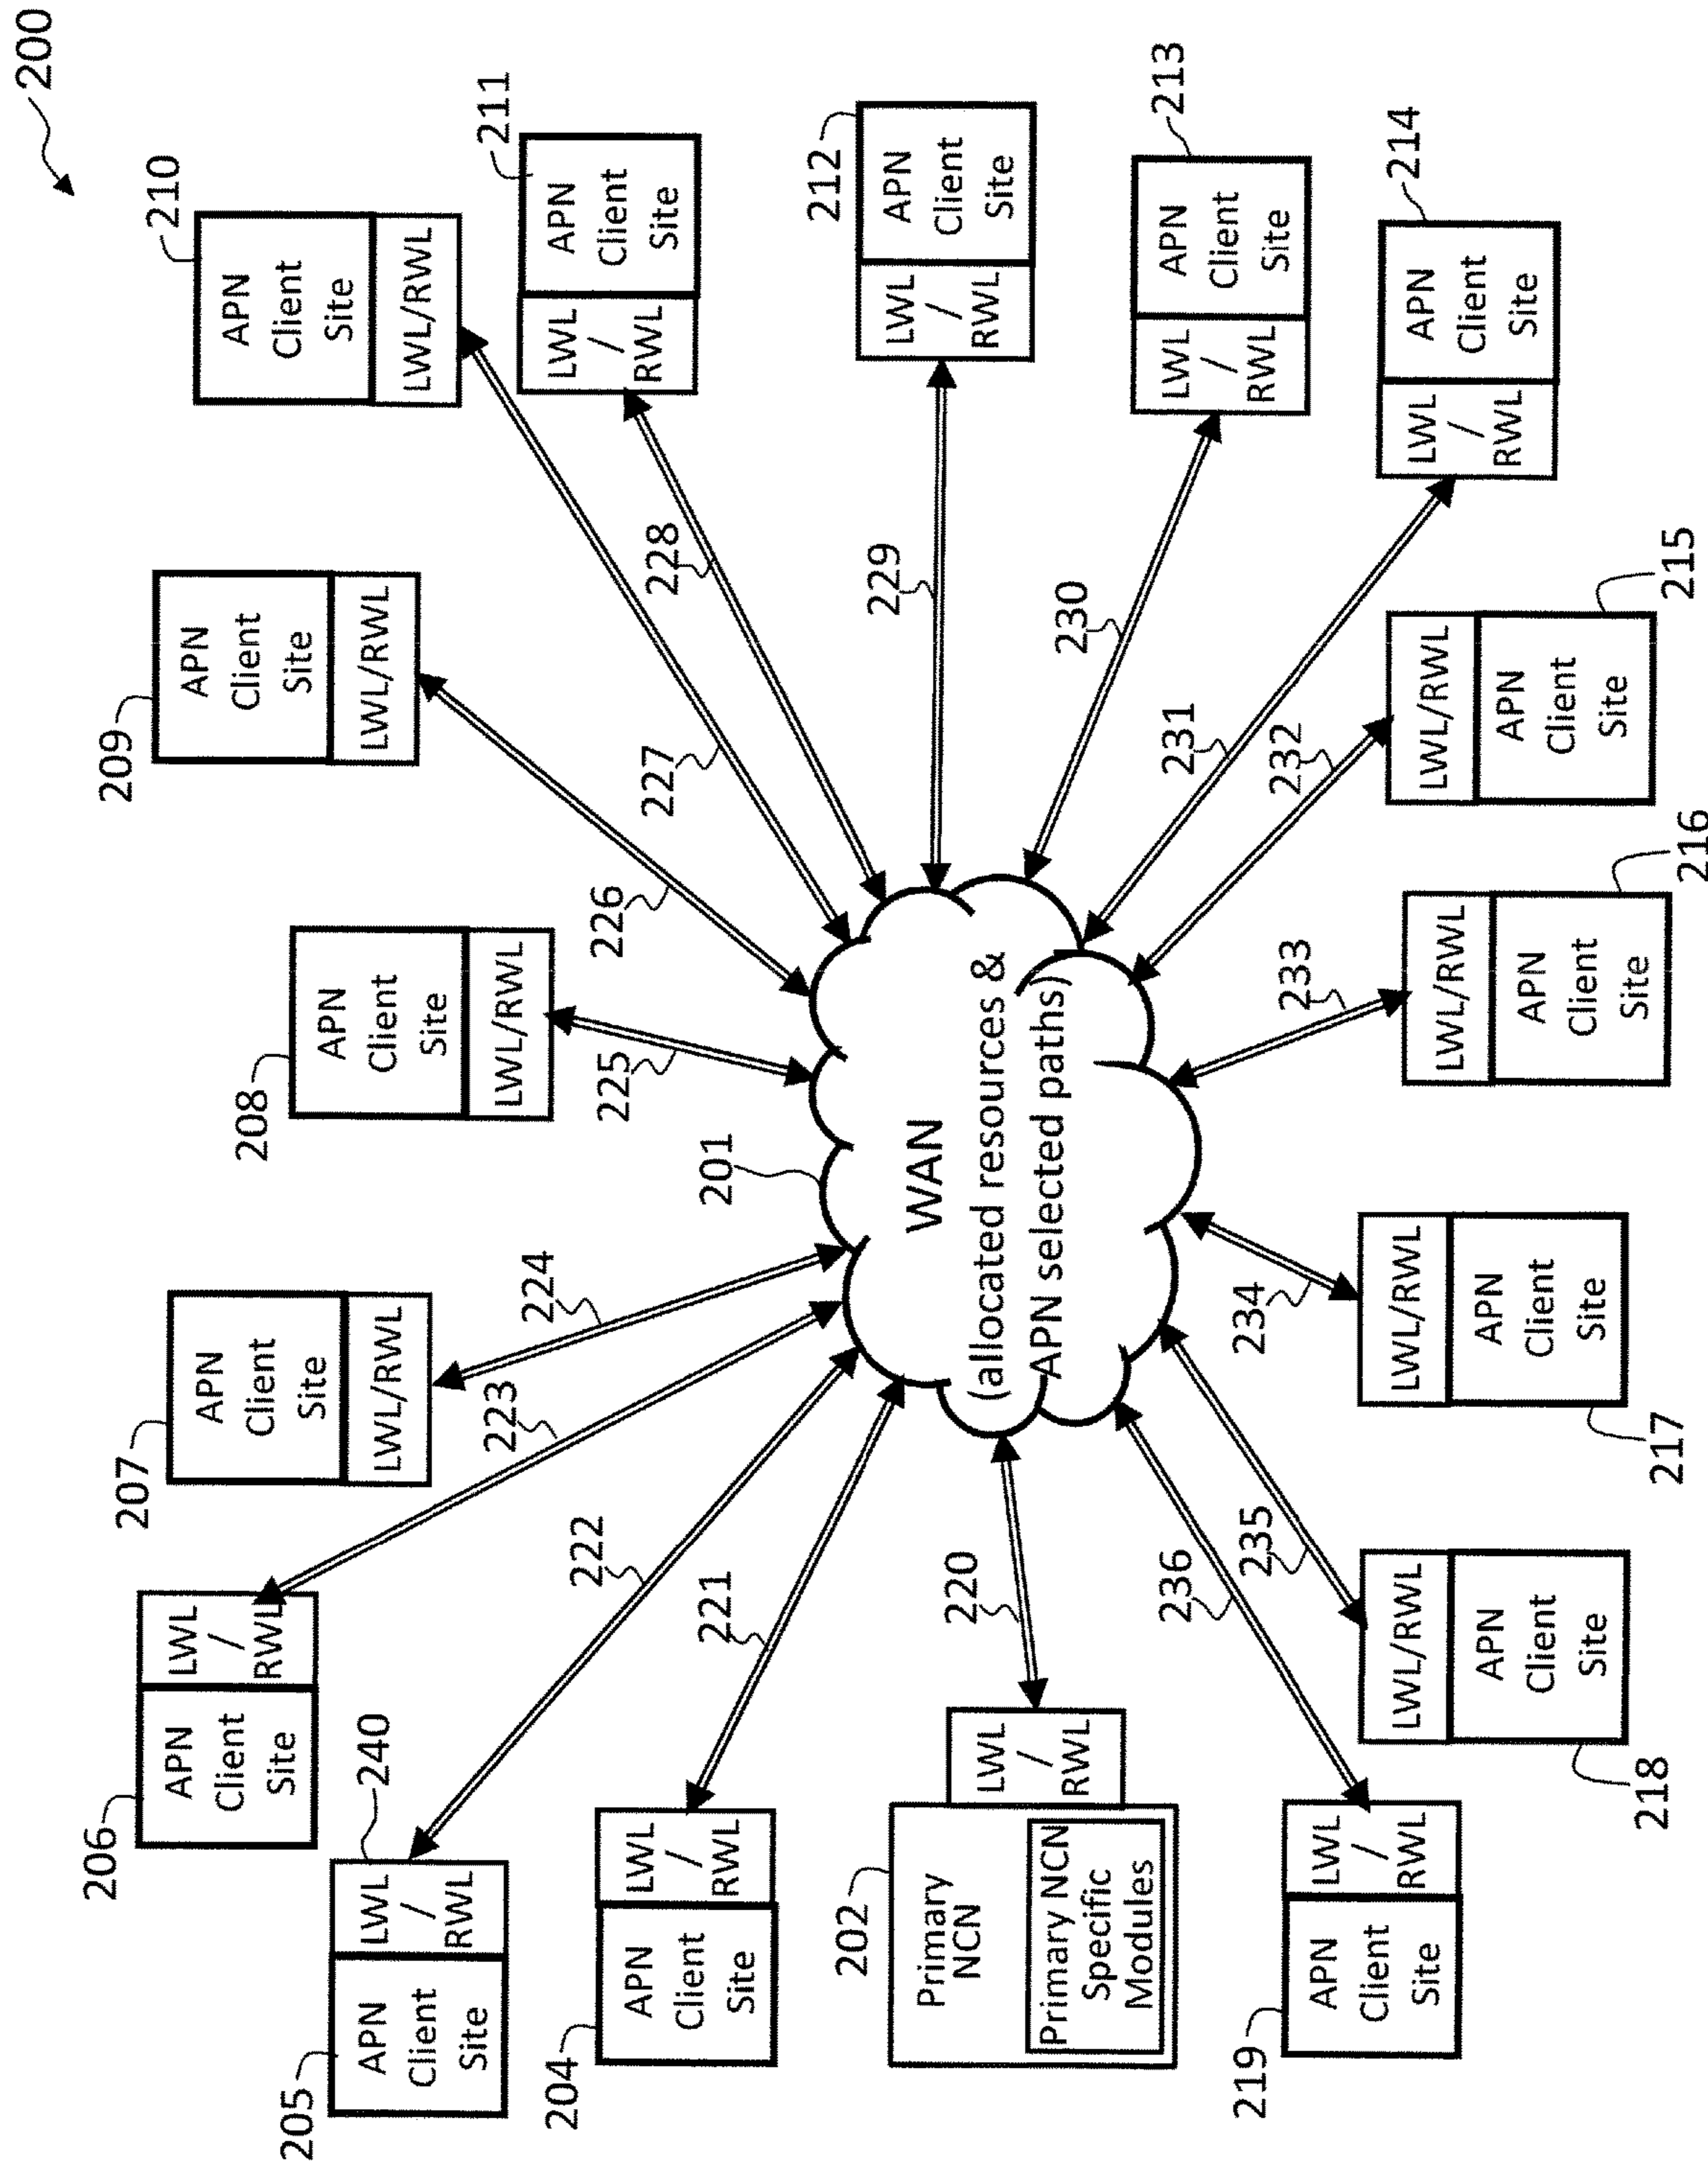 200
206
APN
Client
Site
LWL
/
RWL
207
APN
Client
Site
LWL/RWL
208
APN
Client
Site
LWL/RWL
209
APN
Client
Site
LWL/RWL
210
APN
Client
Site
LWL/RWL
205
APN
Client
Site
LWL
/
RWL
240
211
APN
Client
Site
LWL
/
RWL
204
APN
Client
Site
LWL
/
RWL
212
APN
Client
Site
LWL
/
RWL
202
Primary
NCN
Primary NCN
Specific
Modules
LWL
/
RWL
213
APN
Client
Site
LWL
/
RWL
219
APN
Client
Site
LWL
/
RWL
214
APN
Client
Site
LWL
/
RWL
218
LWL/RWL
APN
Client
Site
217
LWL/RWL
APN
Client
Site
216
LWL/RWL
APN
Client
Site
215
LWL/RWL
APN
Client
Site
201
WAN
(allocated resources &
APN selected paths)
220
221
222
223
224
225
226
227
228
229
230
231
232
233
234
235
236